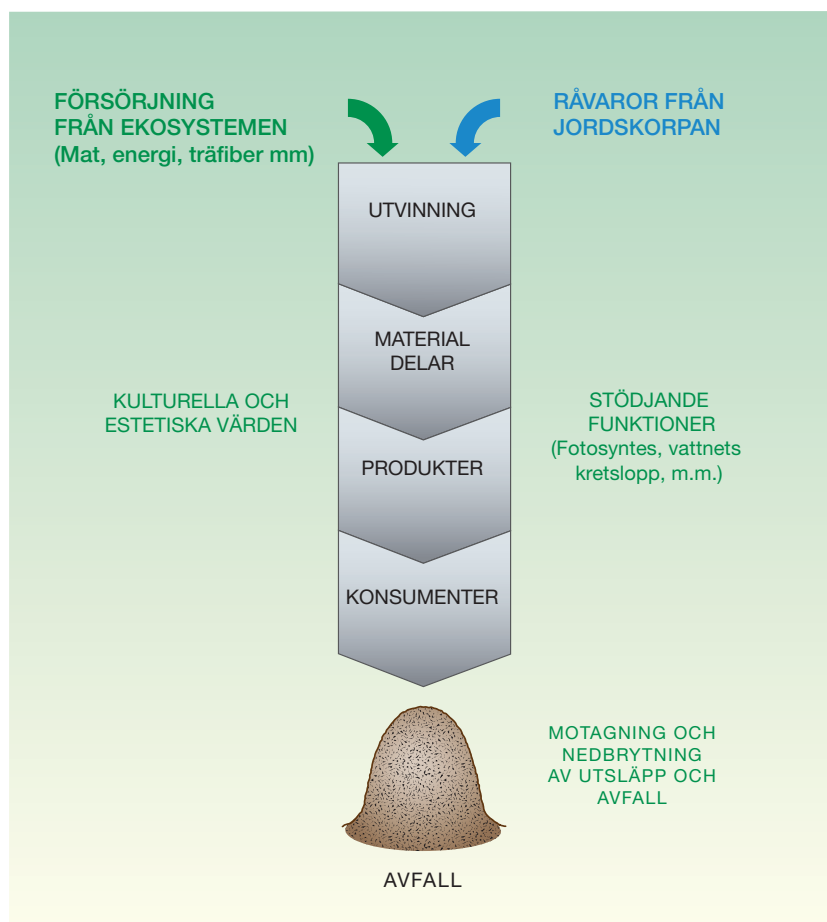 FÖRSÖRJNING
FRÅN EKOSYSTEMEN
(Mat, energi, träfiber mm)
RÅVAROR FRÅN
JORDSKORPAN
UTVINNING
MATERIAL
DELAR
KULTURELLA OCH
ESTETISKA VÄRDEN
STÖDJANDE
FUNKTIONER
(Fotosyntes, vattnets
kretslopp, m.m.)
PRODUKTER
KONSUMENTER
MOTAGNING OCH
NEDBRYTNING
AV UTSLÄPP OCH
AVFALL
AVFALL